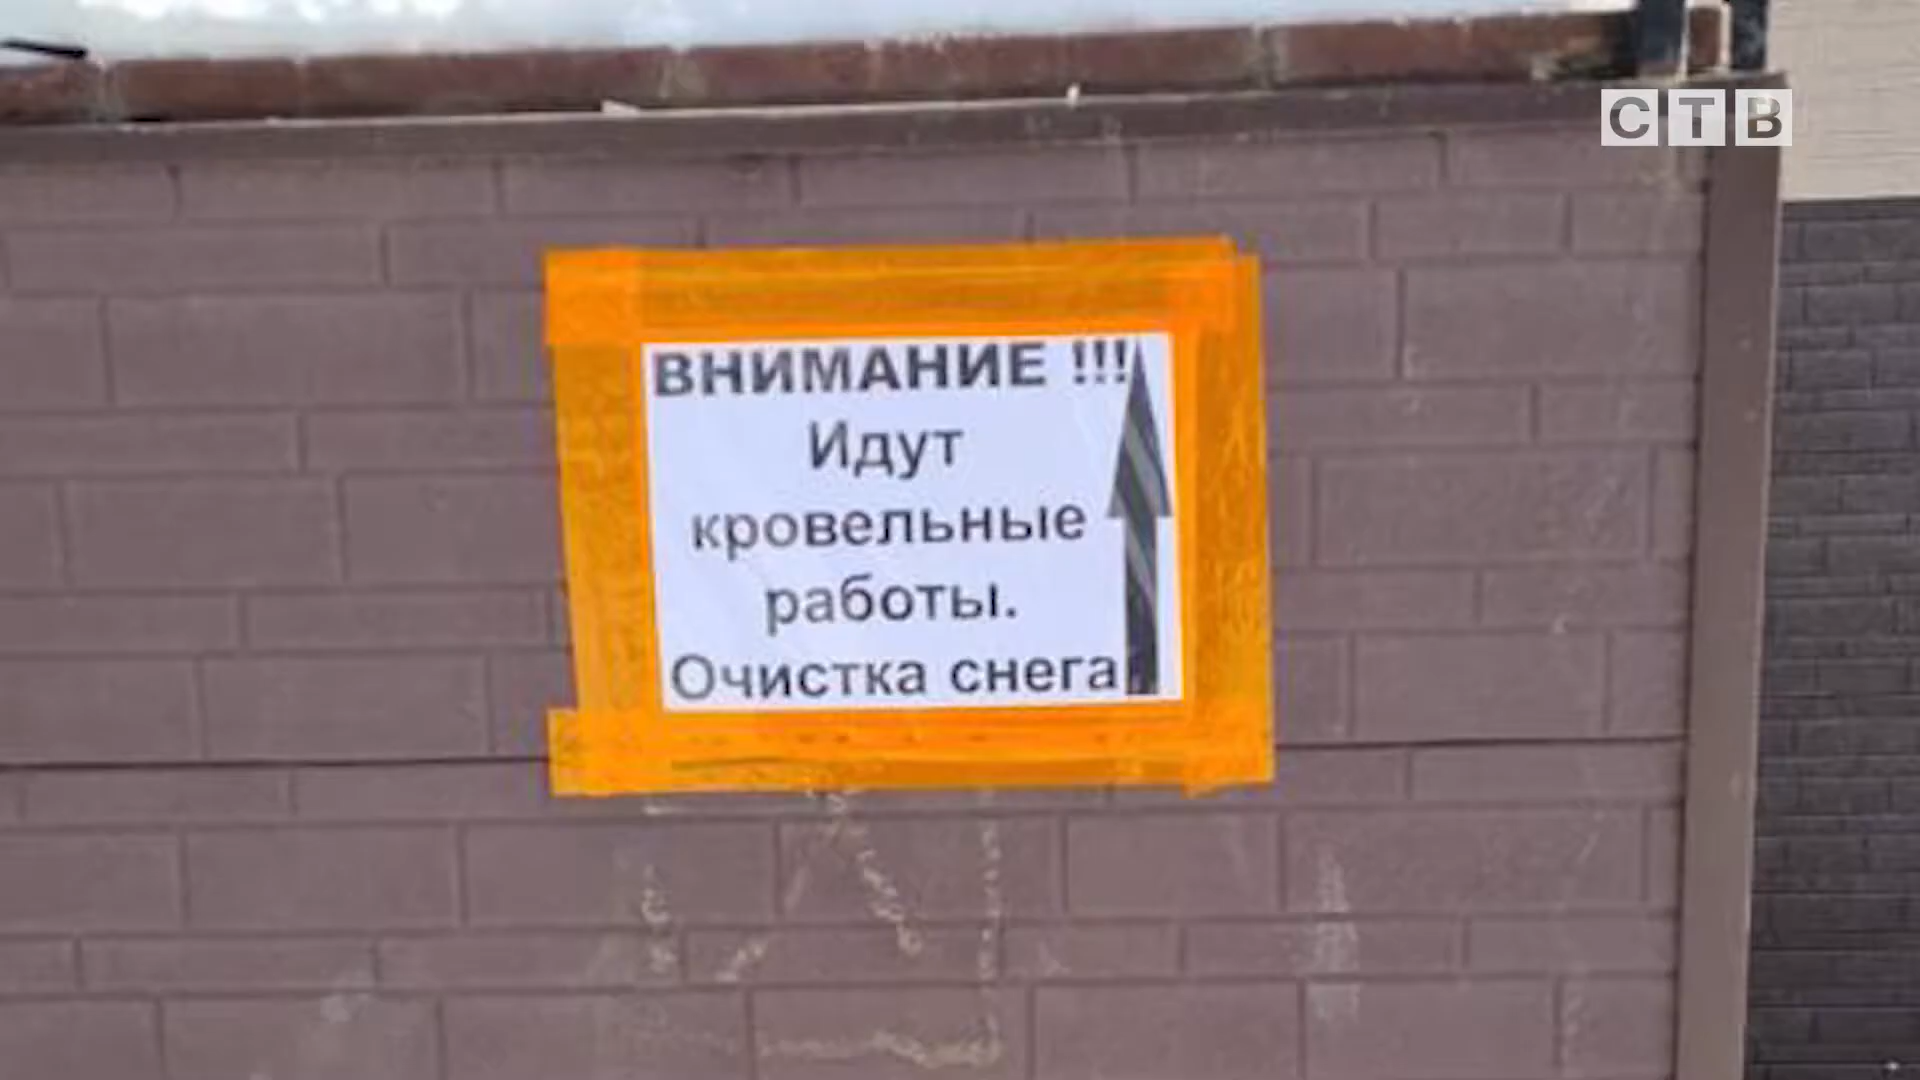 СТВ
ВНИМАНИЕ !!!
Идут
кровельные
работы.
Очистка снега